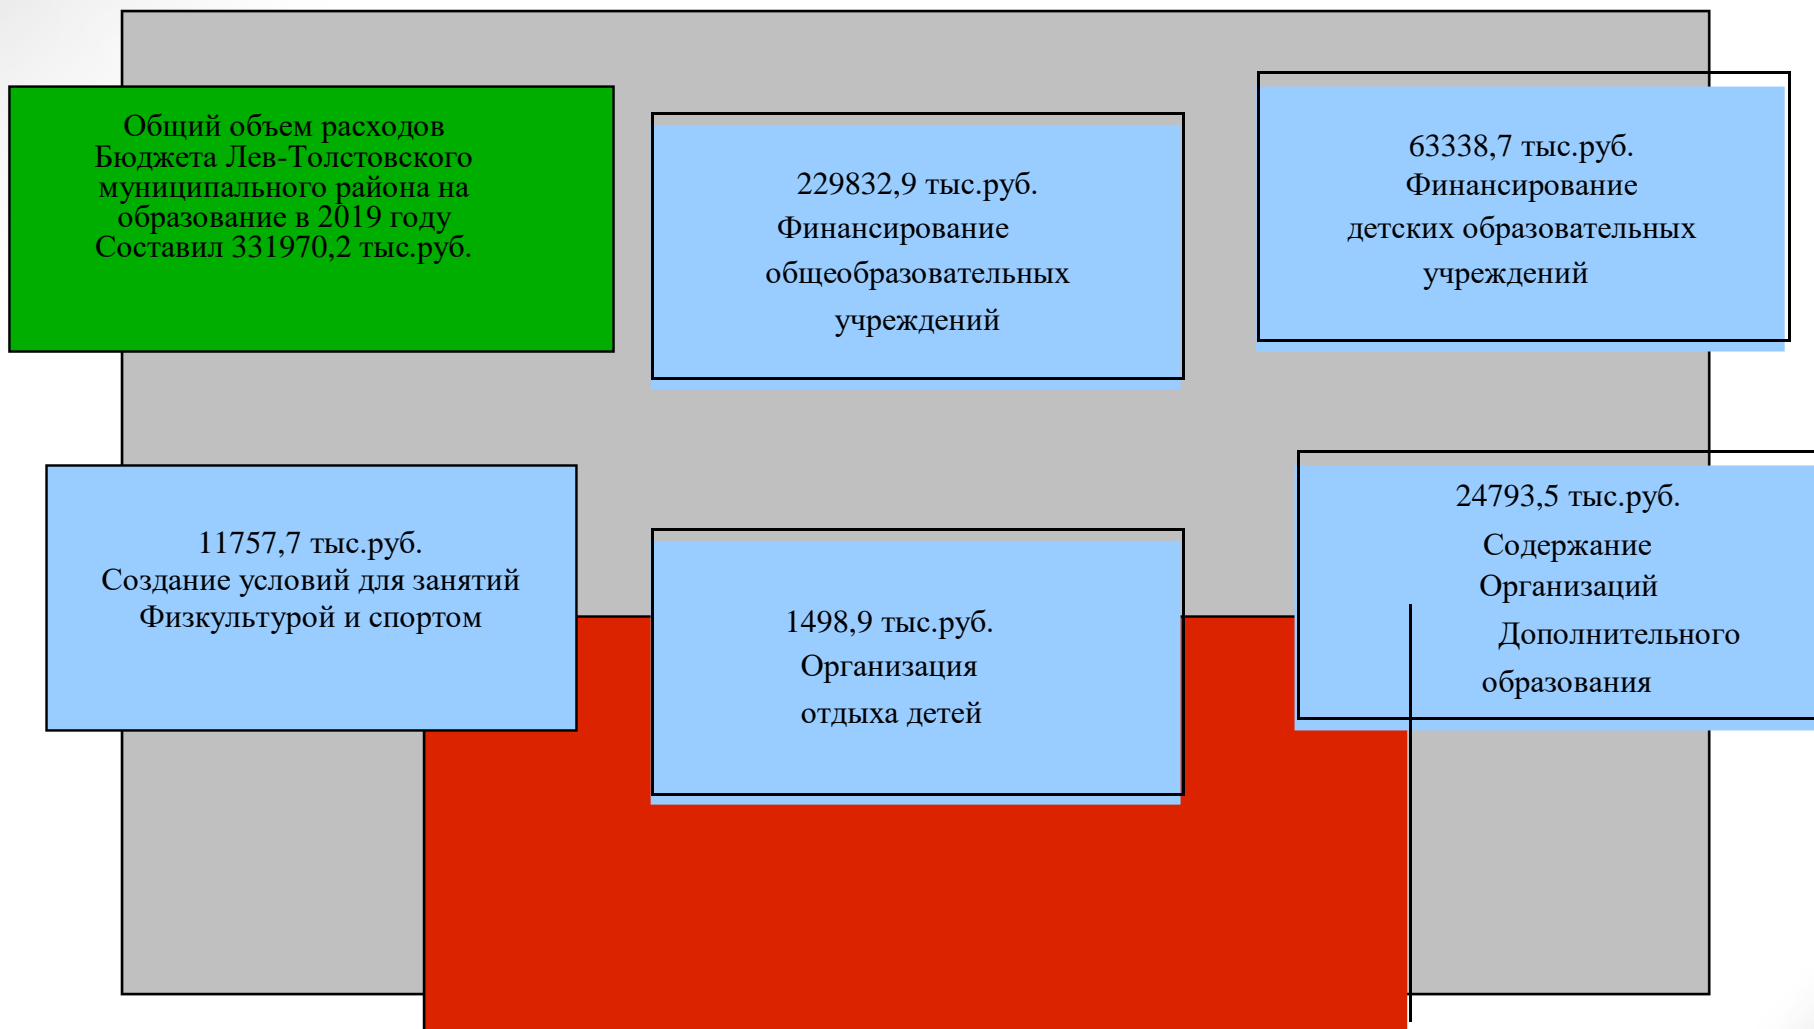 Общий объем расходов
Бюджета Лев-Толстовского
муниципального района на
образование в 2019 году
Составил 331970,2 тыс.руб.
229832,9 тыс.руб.
Финансирование
общеобразовательных
учреждений
63338,7 тыс.руб.
Финансирование
детских образовательных
учреждений
11757,7 тыс.руб.
Создание условий для занятий
Физкультурой и спортом
1498,9 тыс.руб.
Организация
отдыха детей
24793,5 тыс.руб.
Содержание
Организаций
Дополнительного
образования